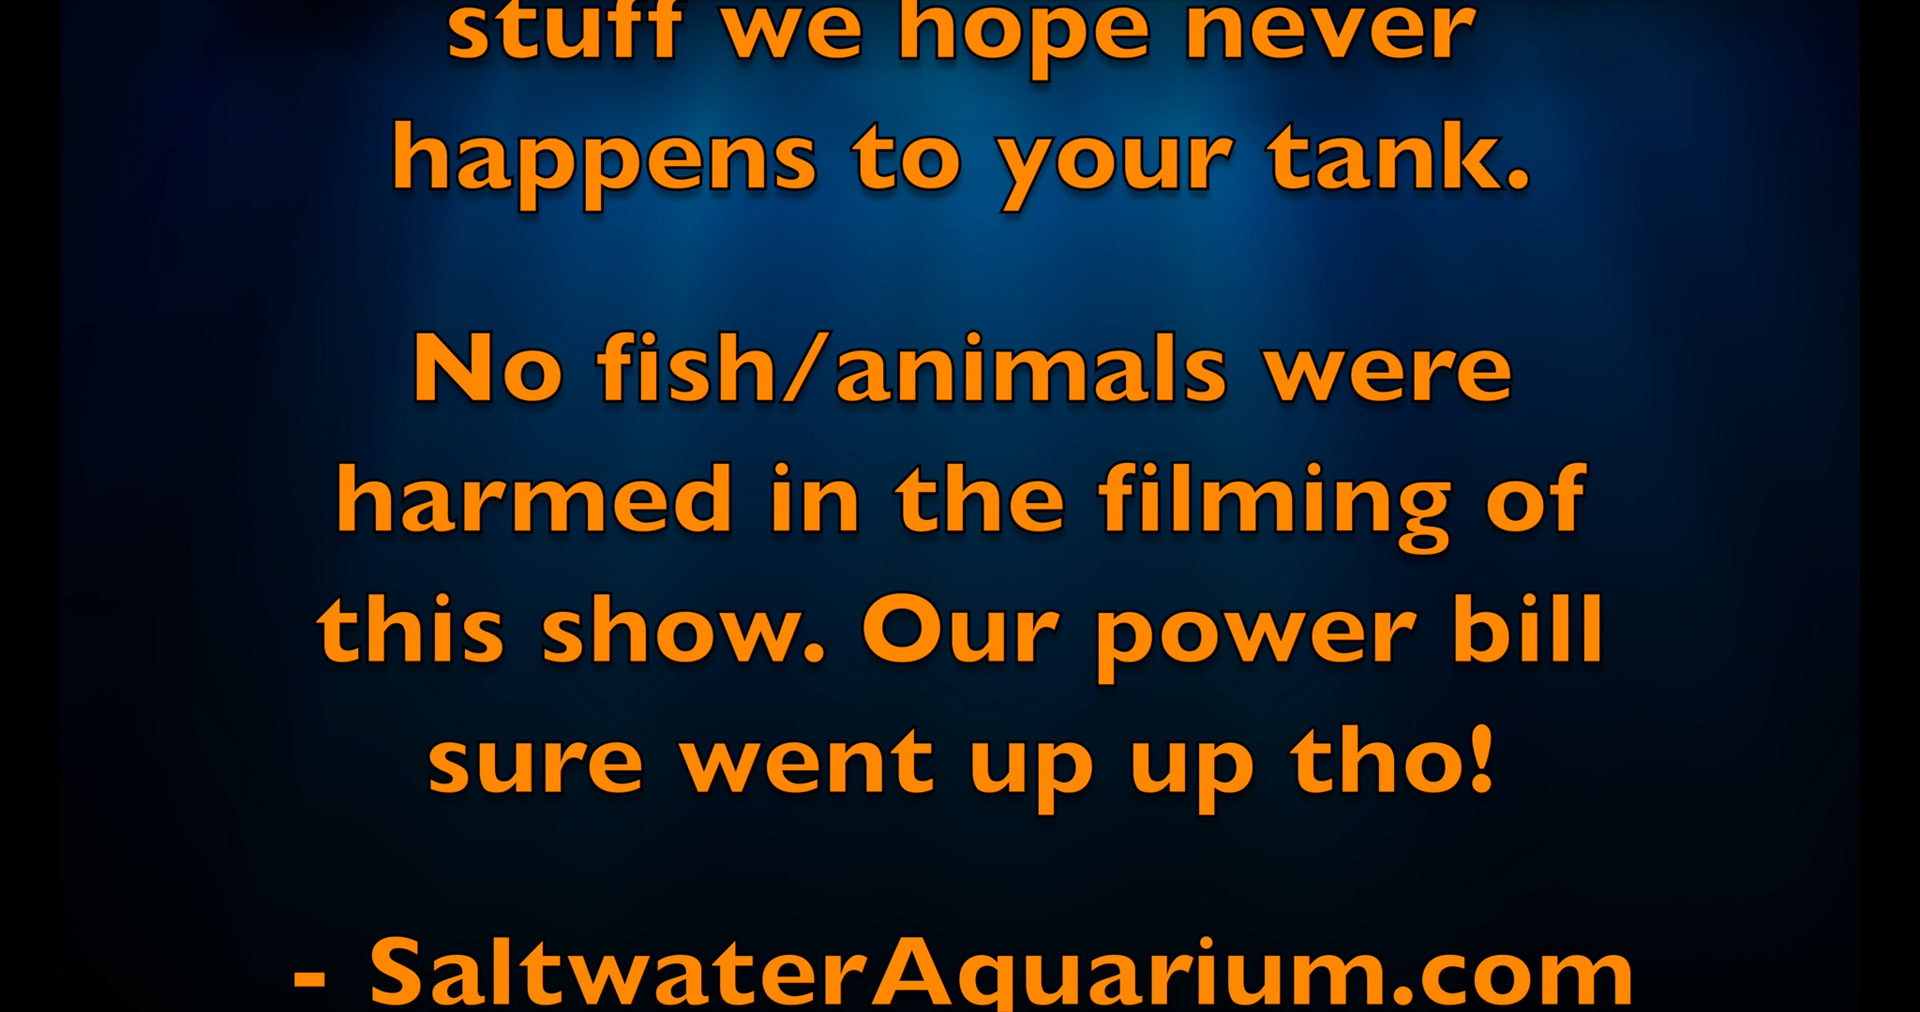 stuff we hope never
happens to your tank.
No fish/animals were
harmed in the filming of
this show. Our power bill
sure went up up tho!
- SaltwaterAquarium.com